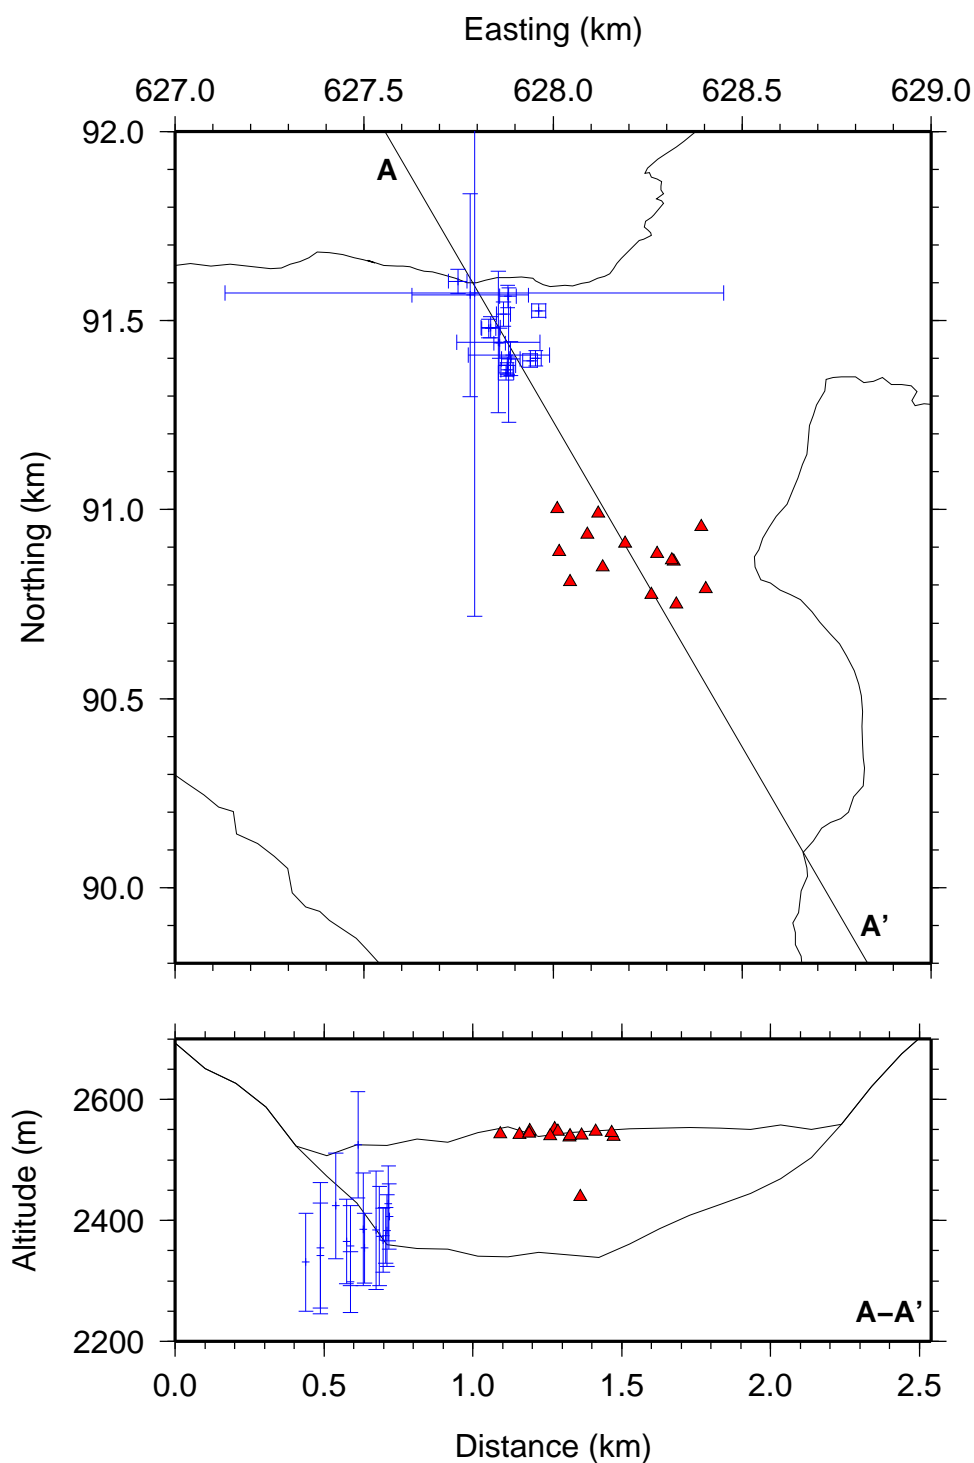 Easting (km)
627.0 627.5 628.0 628.5 629.0
92.0
A
91.5
91.0
Northing (km)
90.5
90.0
A’
2600
Altitude (m)
2400
A–A’
2200
0.0 0.5 1.0 1.5 2.0 2.5
Distance (km)